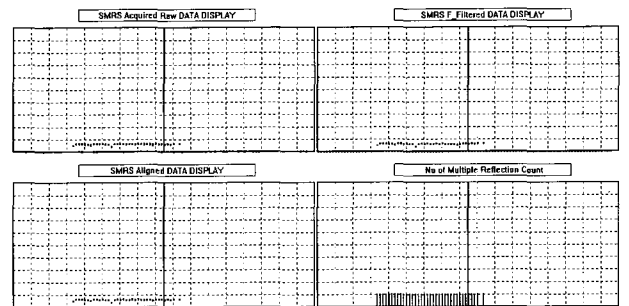 SMRS Acquired Raw DATA DISPLAY
SMRS F_Filtered DATA DISPLAY
SMRS Aligned DATA DISPLAY
No of Multiple Reflection Count